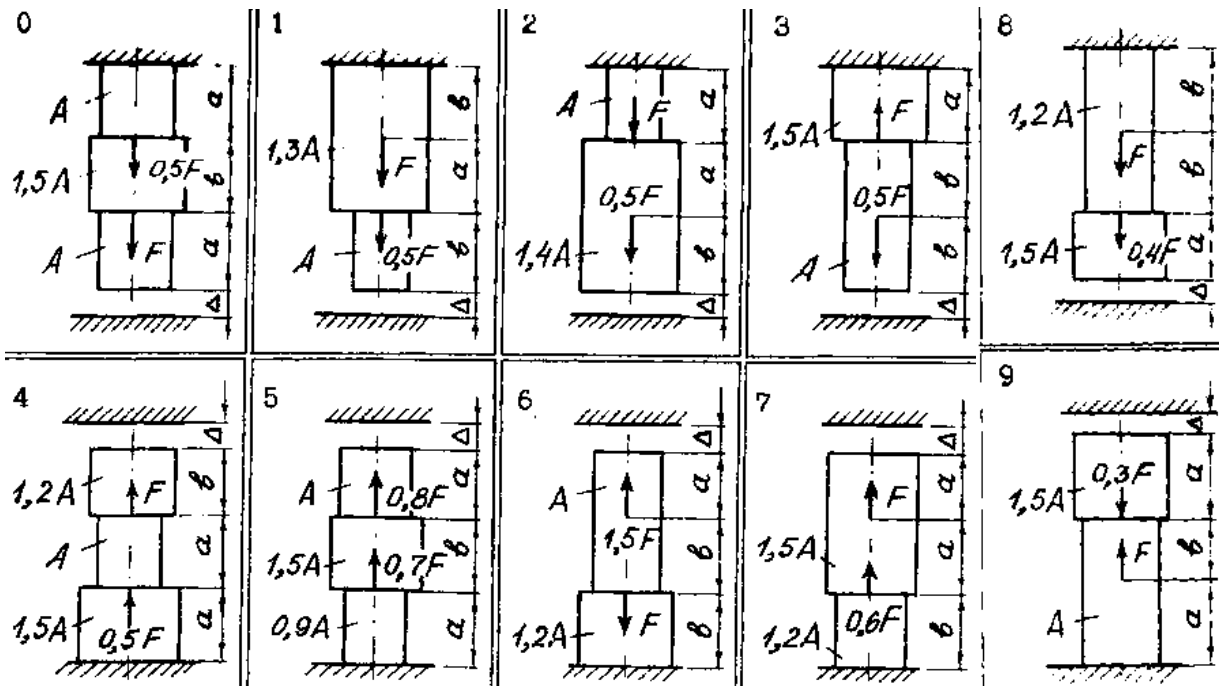 0
A
1,5A
0,5F
A
F
a
в
a
Δ
1
1,3A
F
A
0,5F
в
a
в
Δ
2
A
F
0,5F
1,4A
a
a
в
Δ
3
1,5A
F
0,5F
A
a
в
в
Δ
8
1,2A
F
1,5A
0,4F
в
в
a
Δ
4
1,2A
F
A
1,5A
0,5F
Δ
в
a
a
5
A
0,8F
1,5A
0,7F
0,9A
Δ
a
в
a
6
A
1,5F
1,2A
F
Δ
a
в
в
7
F
1,5A
0,6F
1,2A
Δ
a
a
в
9
0,3F
1,5A
F
A
Δ
a
в
a